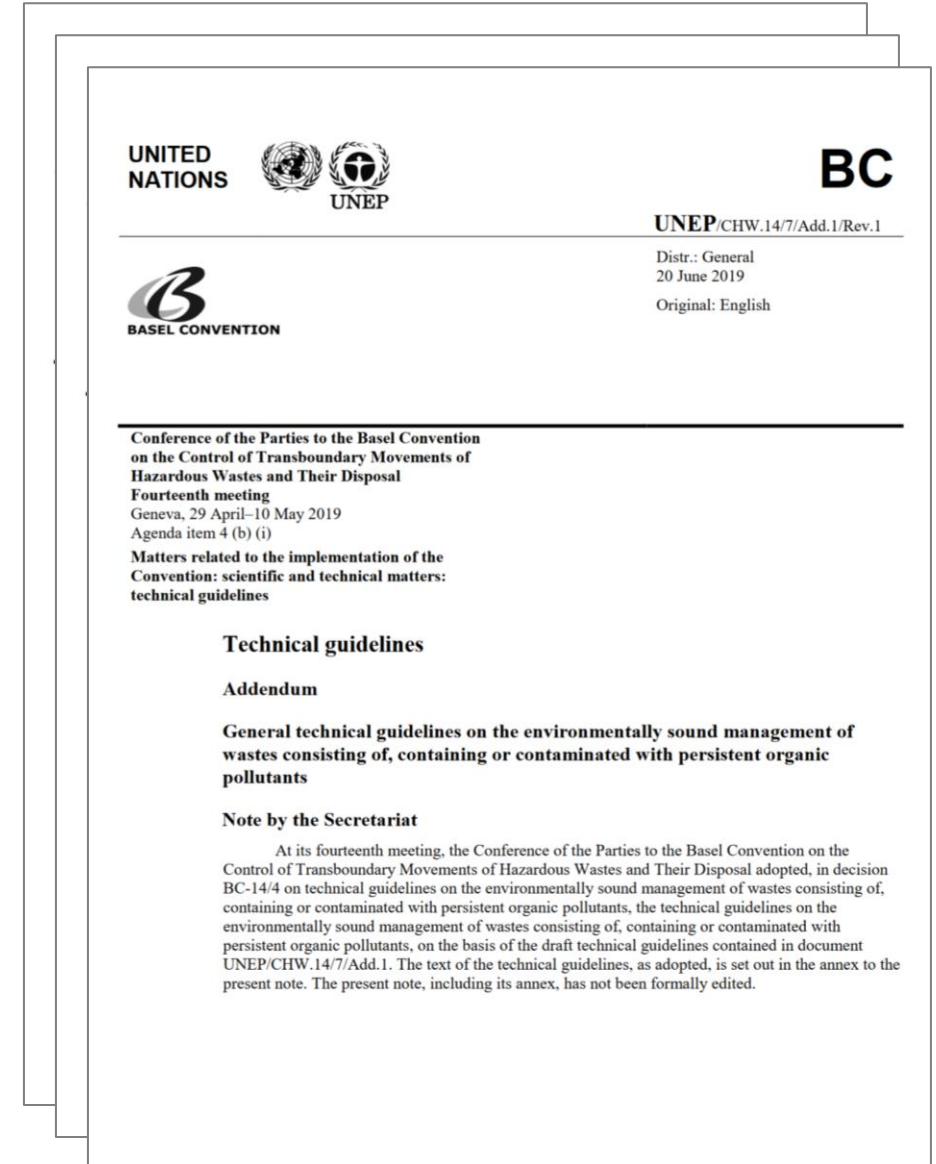 UNITED
NATIONS
BC
UNEP
UNEP/CHW.14/7/Add.1/Rev.1
Distr.: General
20 June 2019
Original: English
BASEL CONVENTION
Conference of the Parties to the Basel Convention
on the Control of Transboundary Movements of
Hazardous Wastes and Their Disposal
Fourteenth meeting
Geneva, 29 April–10 May 2019
Agenda item 4 (b) (i)
Matters related to the implementation of the
Convention: scientific and technical matters:
technical guidelines
Technical guidelines
Addendum
General technical guidelines on the environmentally sound management of
wastes consisting of, containing or contaminated with persistent organic
pollutants
Note by the Secretariat
At its fourteenth meeting, the Conference of the Parties to the Basel Convention on the
Control of Transboundary Movements of Hazardous Wastes and Their Disposal adopted, in decision
BC-14/4 on technical guidelines on the environmentally sound management of wastes consisting of,
containing or contaminated with persistent organic pollutants, the technical guidelines on the
environmentally sound management of wastes consisting of, containing or contaminated with
persistent organic pollutants, on the basis of the draft technical guidelines contained in document
UNEP/CHW.14/7/Add.1. The text of the technical guidelines, as adopted, is set out in the annex to the
present note. The present note, including its annex, has not been formally edited.